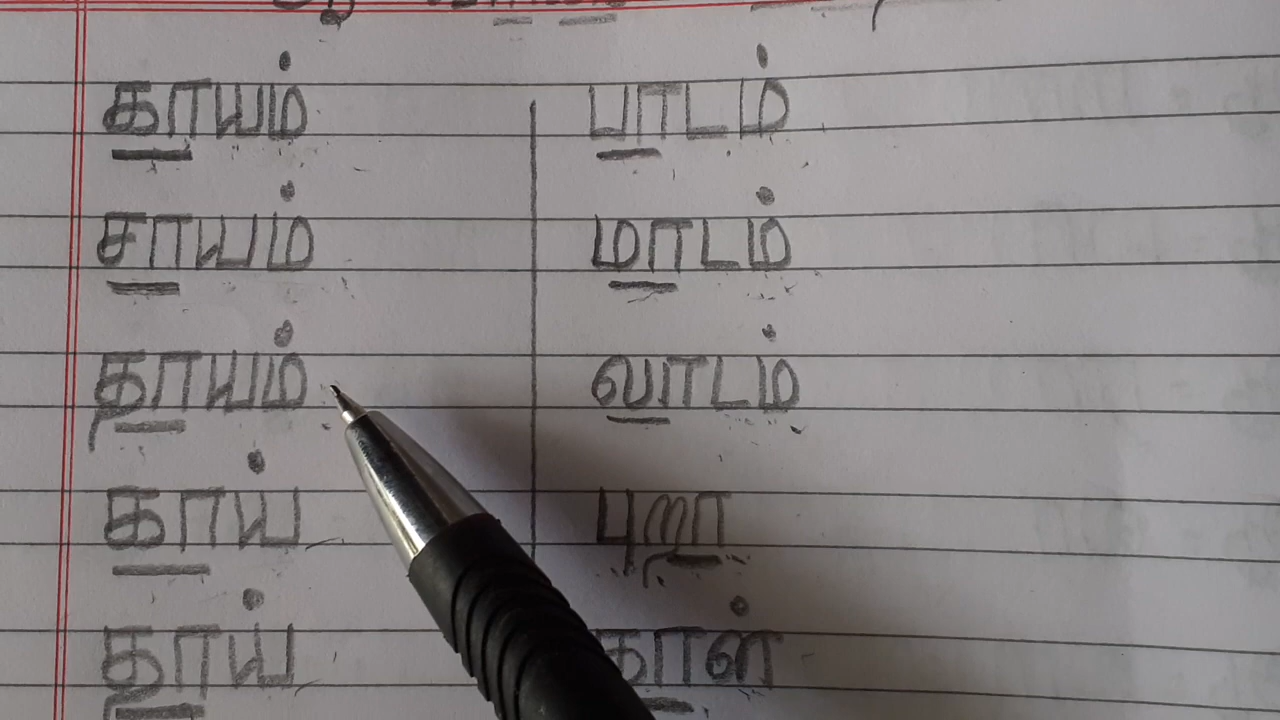 காயம் பாடம்
சாயம் மாடம்
தாயம் வாடம்
காய் புறா
தாய்